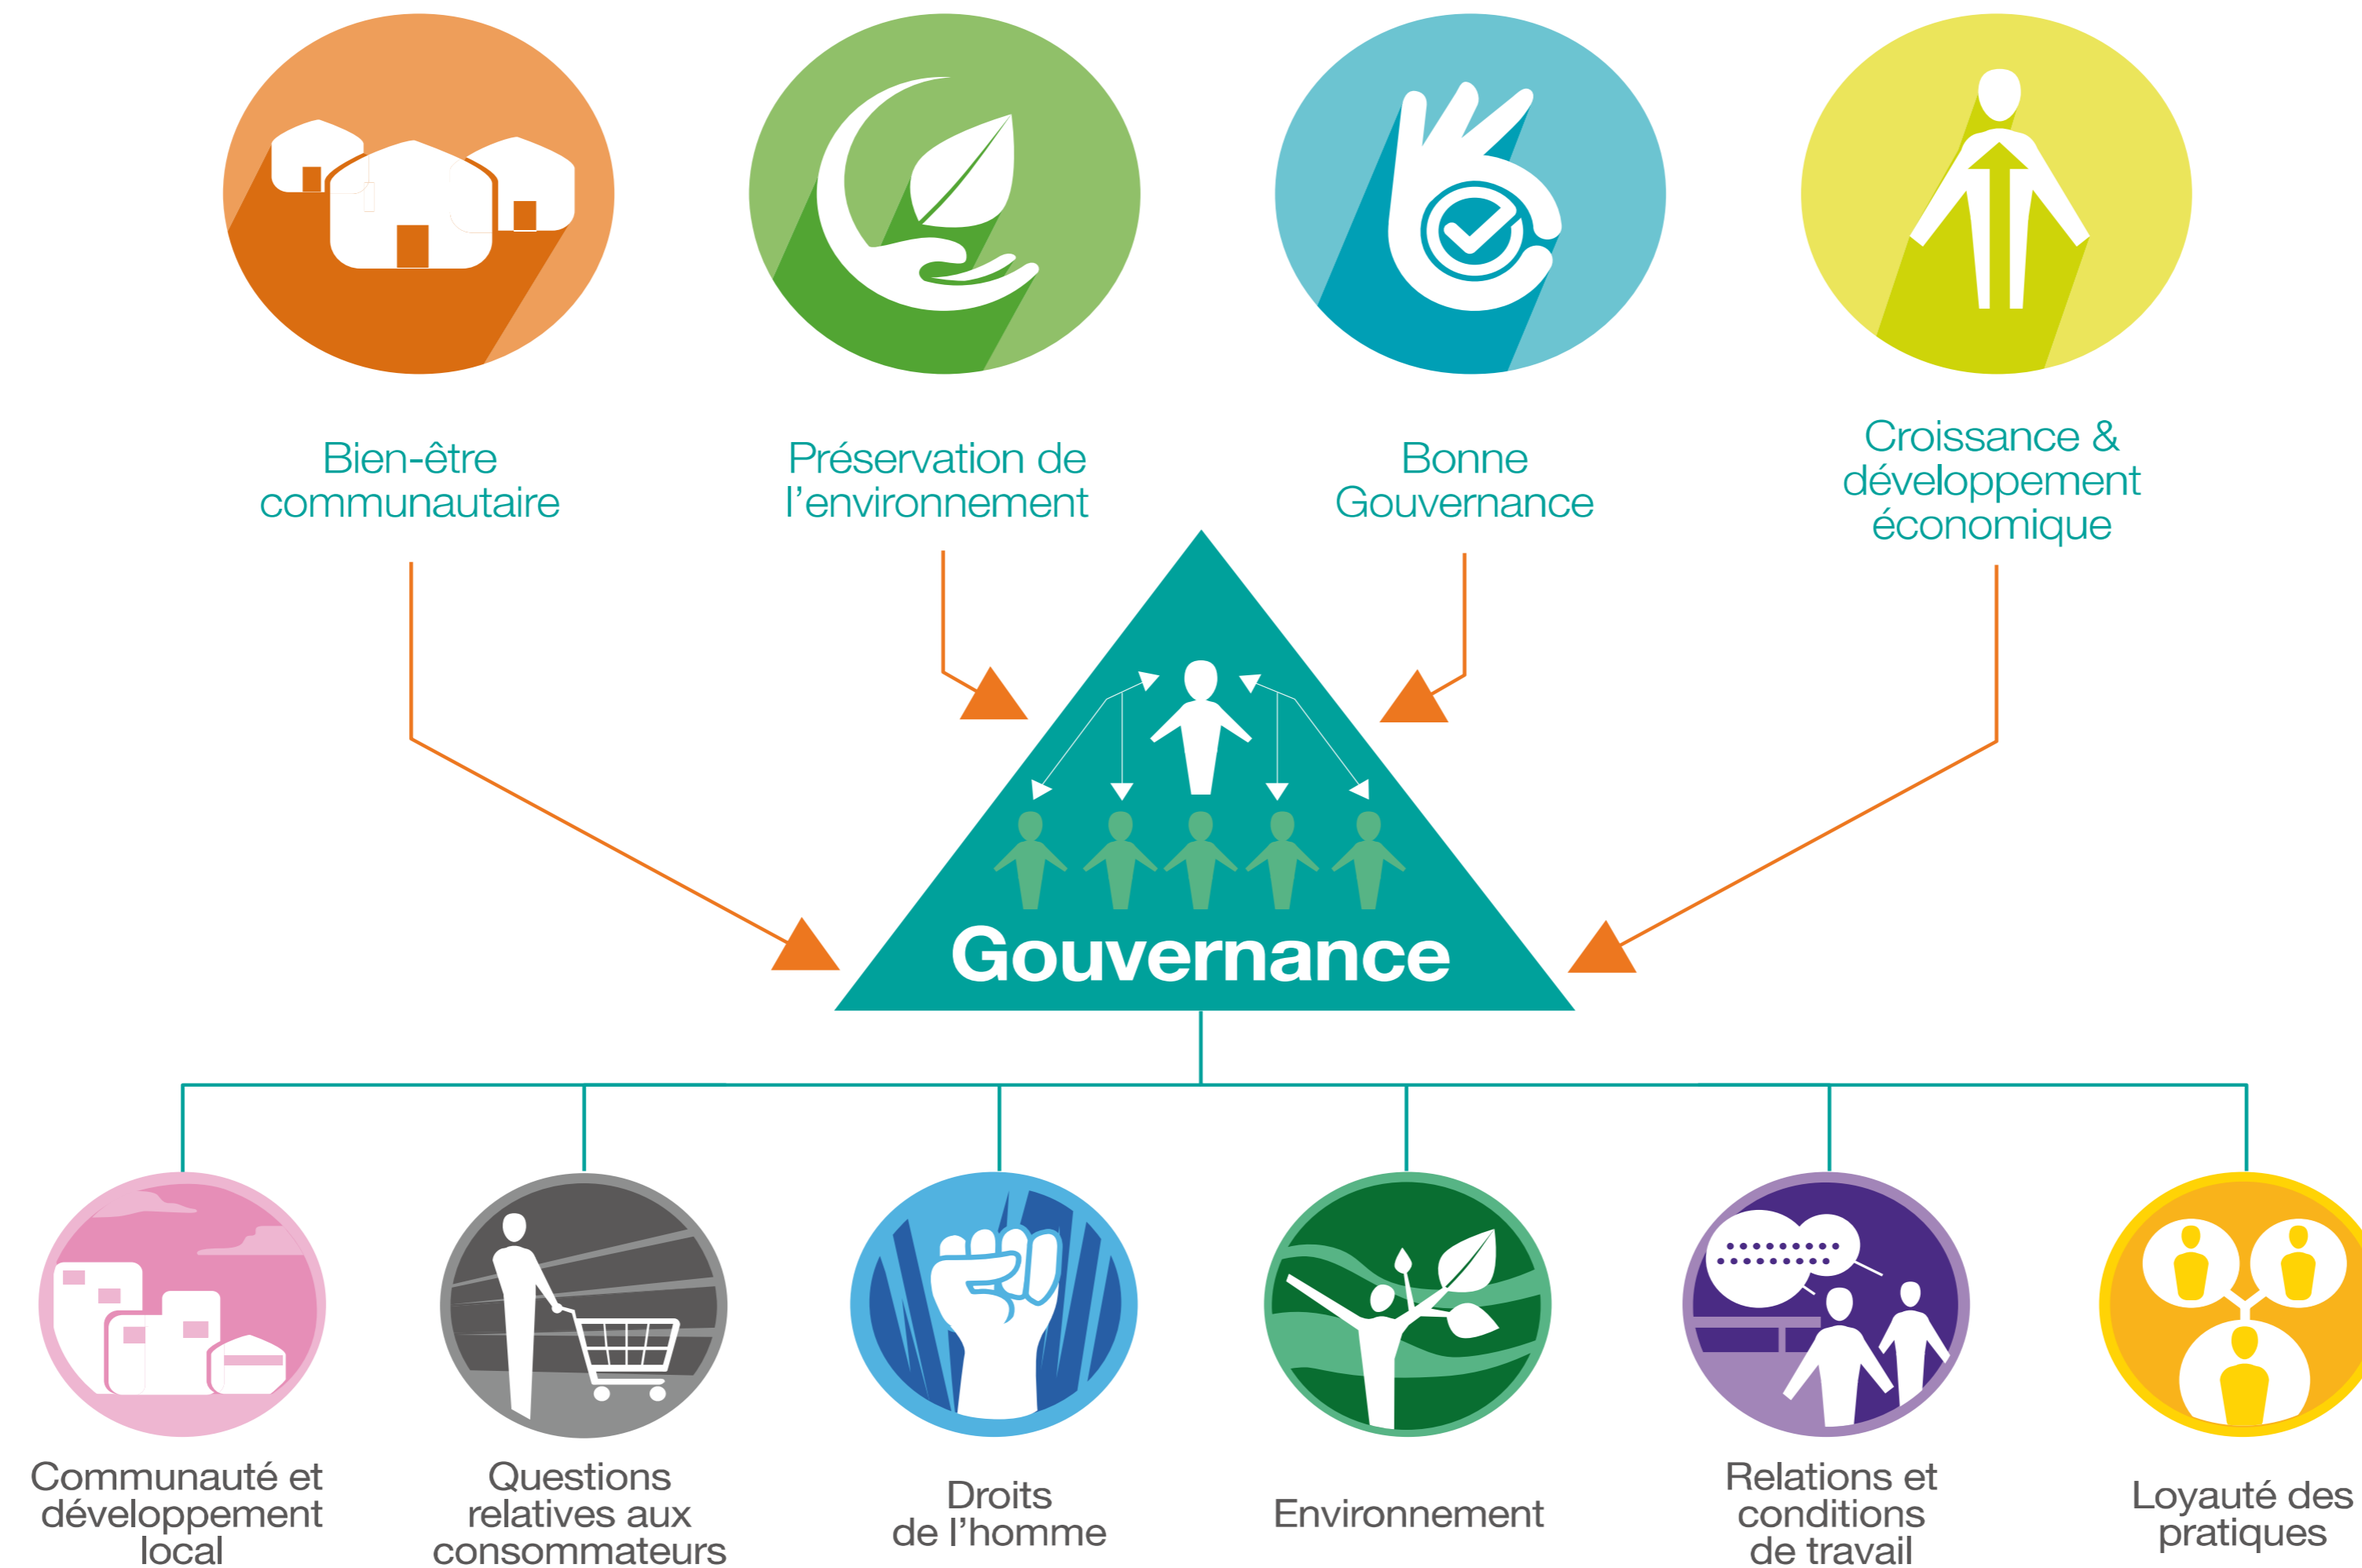 Bien-être
communautaire
Préservation de
l'environnement
Bonne
Gouvernance
Croissance &
développement
économique
Gouvernance
Communauté et
développement
local
Questions
relatives aux
consommateurs
Droits
de l'homme
Environnement
Relations et
conditions
de travail
Loyauté des
pratiques